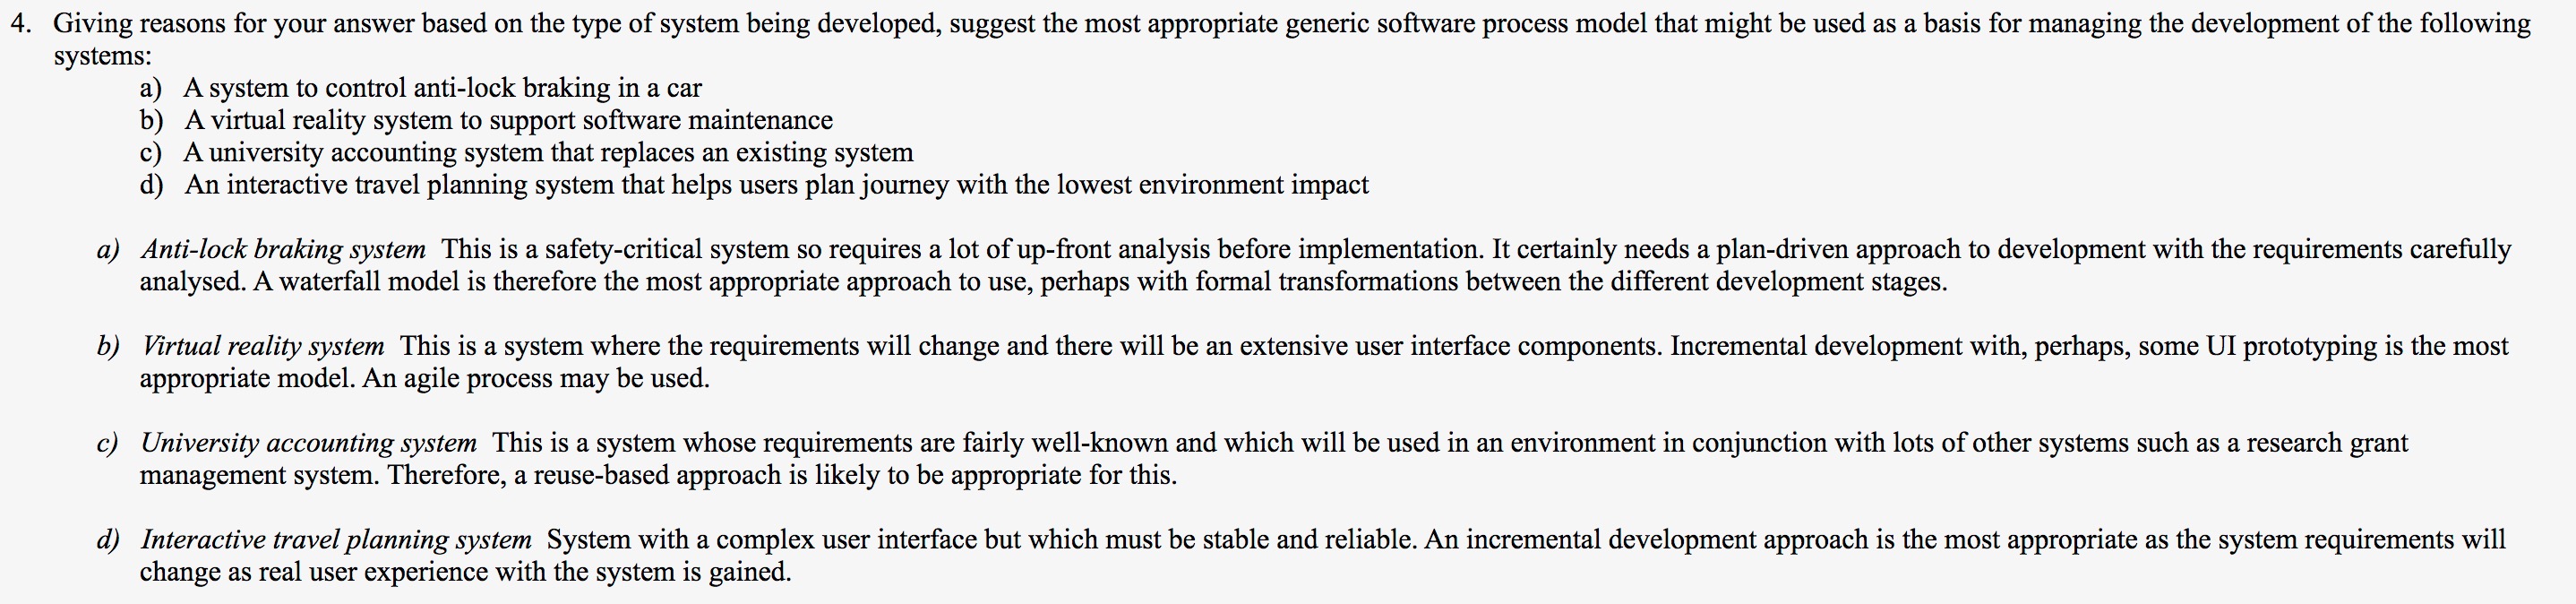 4. Giving reasons for your answer based on the type of system being developed, suggest the most appropriate generic software process model that might be used as a basis for managing the development of the following
systems:
a) A system to control anti-lock braking in a car
b) A virtual reality system to support software maintenance
c) A university accounting system that replaces an existing system
d) An interactive travel planning system that helps users plan journey with the lowest environment impact
a) Anti-lock braking system This is a safety-critical system so requires a lot of up-front analysis before implementation. It certainly needs a plan-driven approach to development with the requirements carefully
analysed. A waterfall model is therefore the most appropriate approach to use, perhaps with formal transformations between the different development stages.
b) Virtual reality system This is a system where the requirements will change and there will be an extensive user interface components. Incremental development with, perhaps, some UI prototyping is the most
appropriate model. An agile process may be used.
c) University accounting system This is a system whose requirements are fairly well-known and which will be used in an environment in conjunction with lots of other systems such as a research grant
management system. Therefore, a reuse-based approach is likely to be appropriate for this.
d) Interactive travel planning system System with a complex user interface but which must be stable and reliable. An incremental development approach is the most appropriate as the system requirements will
change as real user experience with the system is gained.